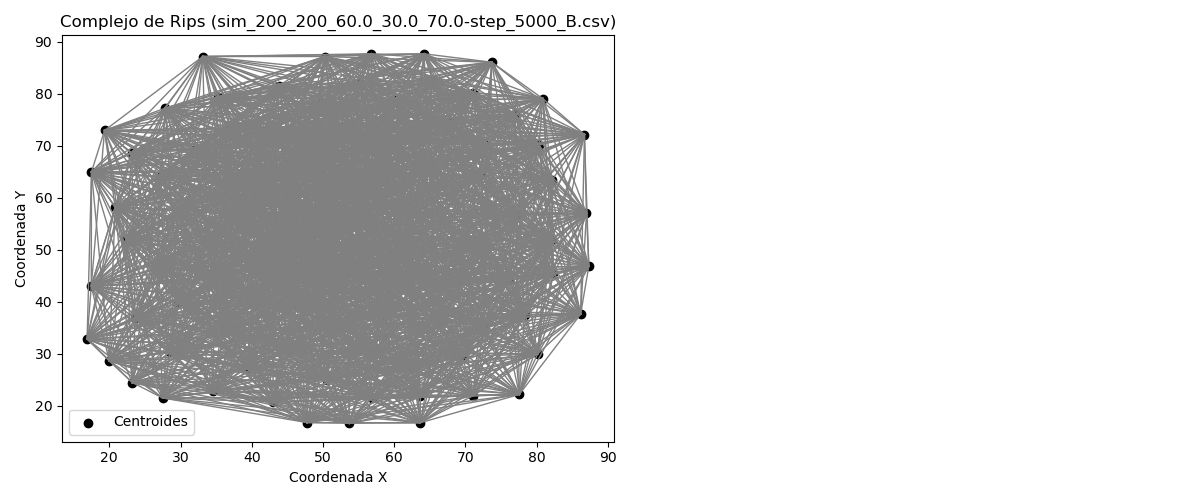 Complejo de Rips (sim_200_200_60.0_30.0_70.0-step_5000_B.csv)
90
80
70
60
50
40
30
20
Coordenada Y
Centroides
20 30 40 50 60 70 80 90
Coordenada X